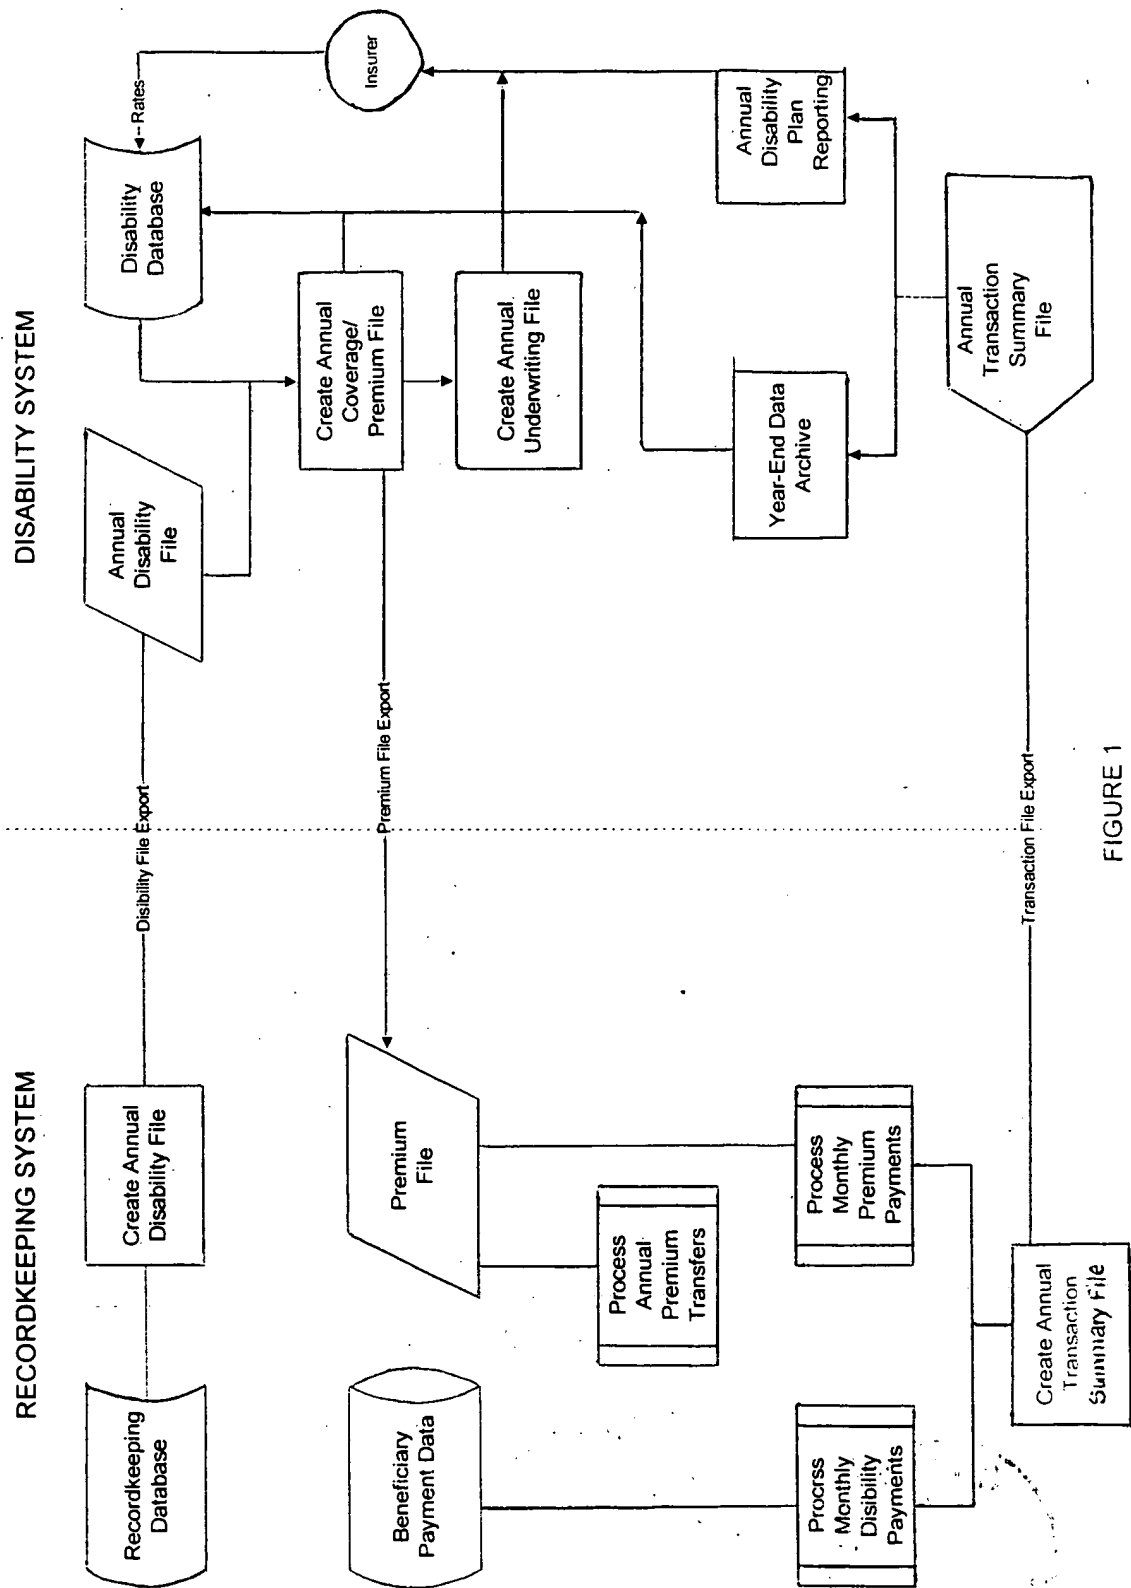 RECORDKEEPING SYSTEM
DISABILITY SYSTEM
Recordkeeping
Database
Create Annual
Disability File
Disibility File Export
Annual
Disability
File
Disability
Database
-- Rates --
Insurer
Beneficiary
Payment Data
Premium
File
Premium File Export
Create Annual
Coverage/
Premium File
Create Annual
Underwriting File
Process
Annual
Premium
Transfers
Procrss
Monthly
Disibility
Payments
Process
Monthly
Premium
Payments
Year-End Data
Archive
Annual
Disability
Plan
Reporting
Create Annual
Transaction
Summary File
Transaction File Export
Annual
Transaction
Summary
File
FIGURE 1